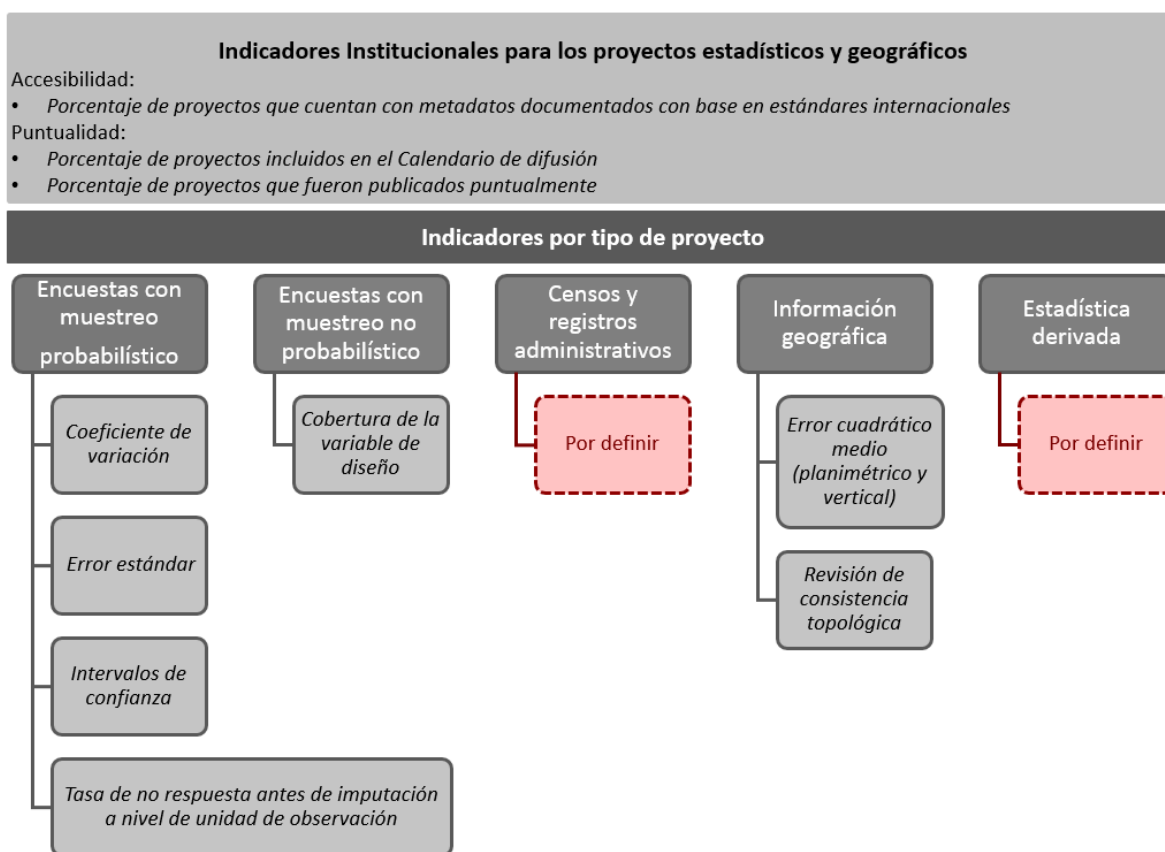 Indicadores Institucionales para los proyectos estadísticos y geográficos
Accesibilidad:
• Porcentaje de proyectos que cuentan con metadatos documentados con base en estándares internacionales
Puntualidad:
• Porcentaje de proyectos incluidos en el Calendario de difusión
• Porcentaje de proyectos que fueron publicados puntualmente
Indicadores por tipo de proyecto
Encuestas con
muestreo
probabilístico
Coeficiente de
variación
Error estándar
Intervalos de
confianza
Tasa de no respuesta antes de imputación
a nivel de unidad de observación
Encuestas con
muestreo no
probabilístico
Cobertura de la
variable de
diseño
Censos y
registros
administrativos
Por definir
Información
geográfica
Error cuadrático
medio
(planimétrico y
vertical)
Revisión de
consistencia
topológica
Estadística
derivada
Por definir